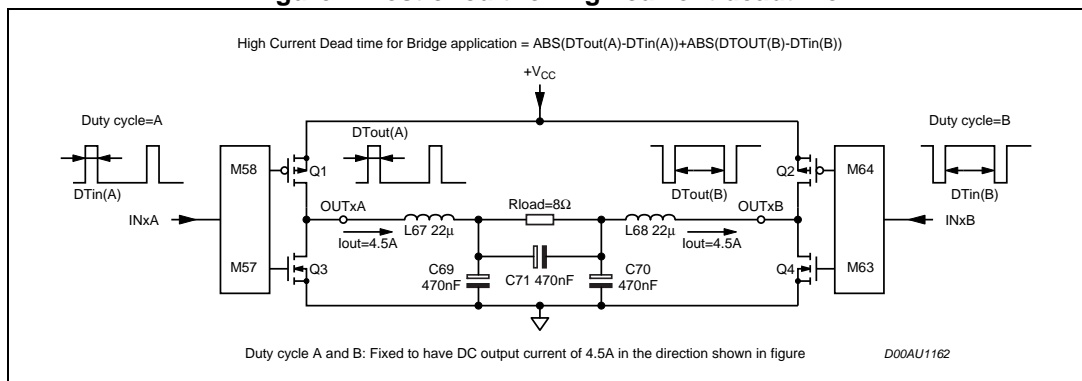 High Current Dead time for Bridge application = ABS(DTout(A)-DTin(A))+ABS(DTOUT(B)-DTin(B))
+VCC
Duty cycle=A
DTout(A)
Duty cycle=B
M58
Q1
Q2
M64
DTin(A)
DTout(B)
DTin(B)
INxA
OUTxA
Rload=8Ω
OUTxB
INxB
L67 22μ
L68 22μ
Iout=4.5A
Iout=4.5A
M57
Q3
Q4
M63
C69
470nF
C71 470nF
C70
470nF
Duty cycle A and B: Fixed to have DC output current of 4.5A in the direction shown in figure
D00AU1162